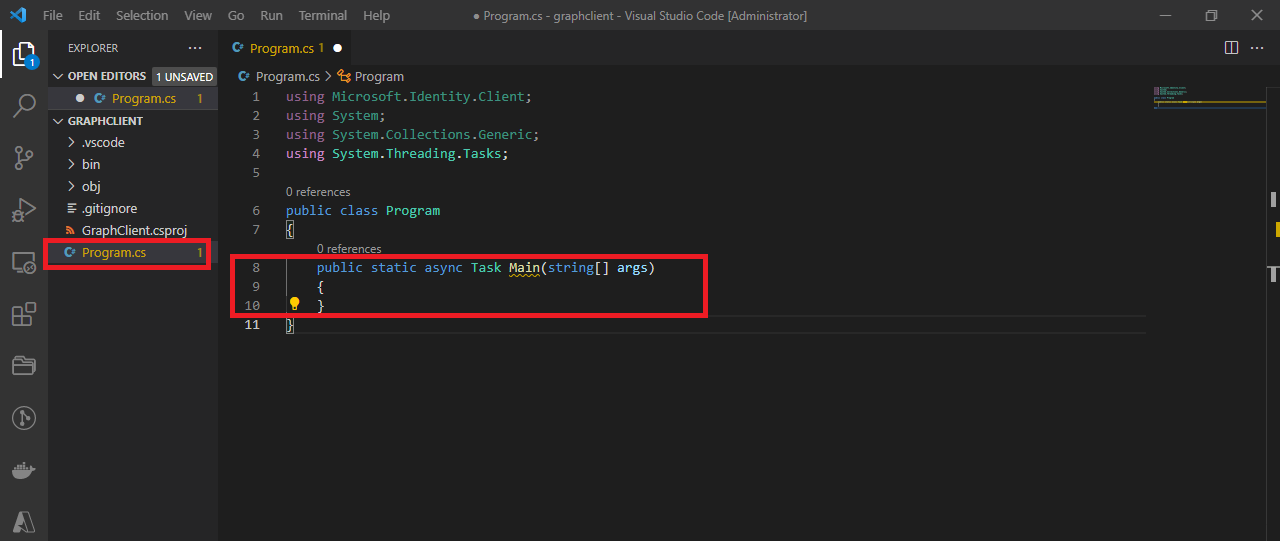 File Edit Selection View Go Run Terminal Help ● Program.cs - graphclient - Visual Studio Code [Administrator]
EXPLORER ···
OPEN EDITORS 1 UNSAVED
● C# Program.cs 1
GRAPHCLIENT
.vscode
bin
obj
.gitignore
GraphClient.csproj
C# Program.cs 1
1
C# Program.cs 1 ●
C# Program.cs > Program
1 using Microsoft.Identity.Client;
2 using System;
3 using System.Collections.Generic;
4 using System.Threading.Tasks;
5
0 references
6 public class Program
7 {
0 references
8 public static async Task Main(string[] args)
9 {
10 }
11 }